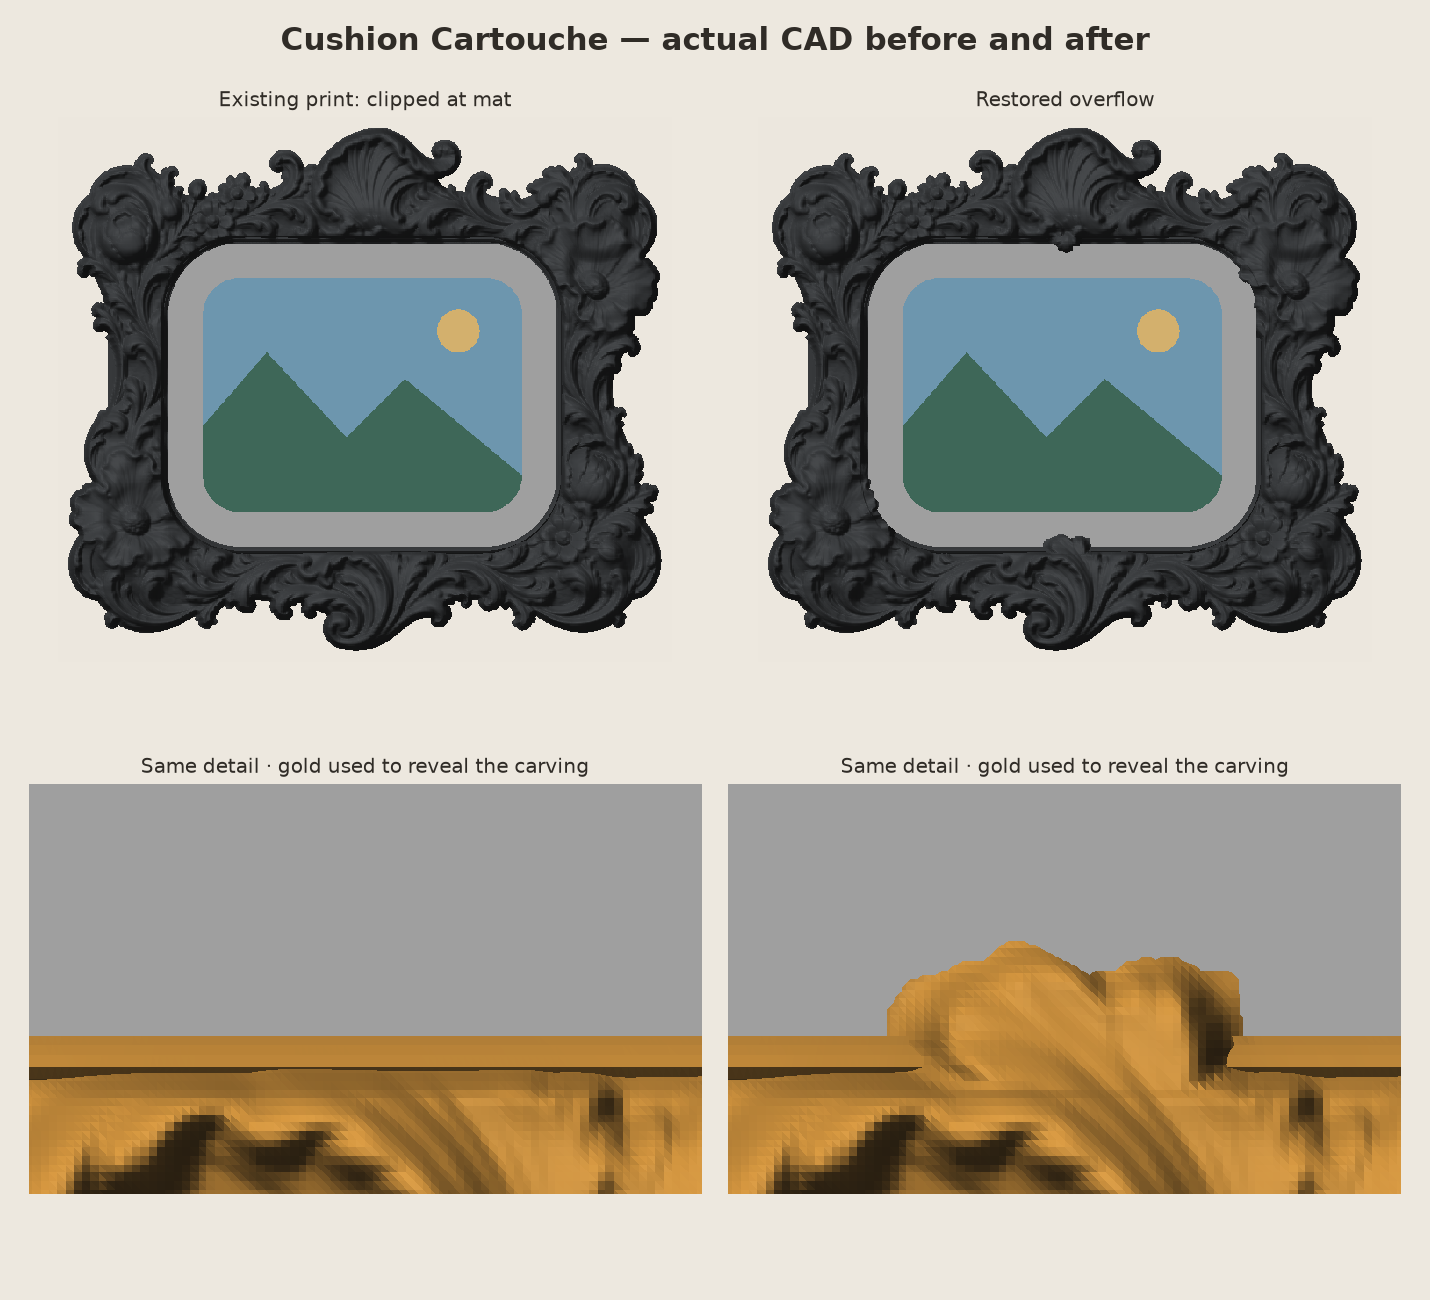 Cushion Cartouche — actual CAD before and after
Existing print: clipped at mat
Restored overflow
Same detail · gold used to reveal the carving
Same detail · gold used to reveal the carving